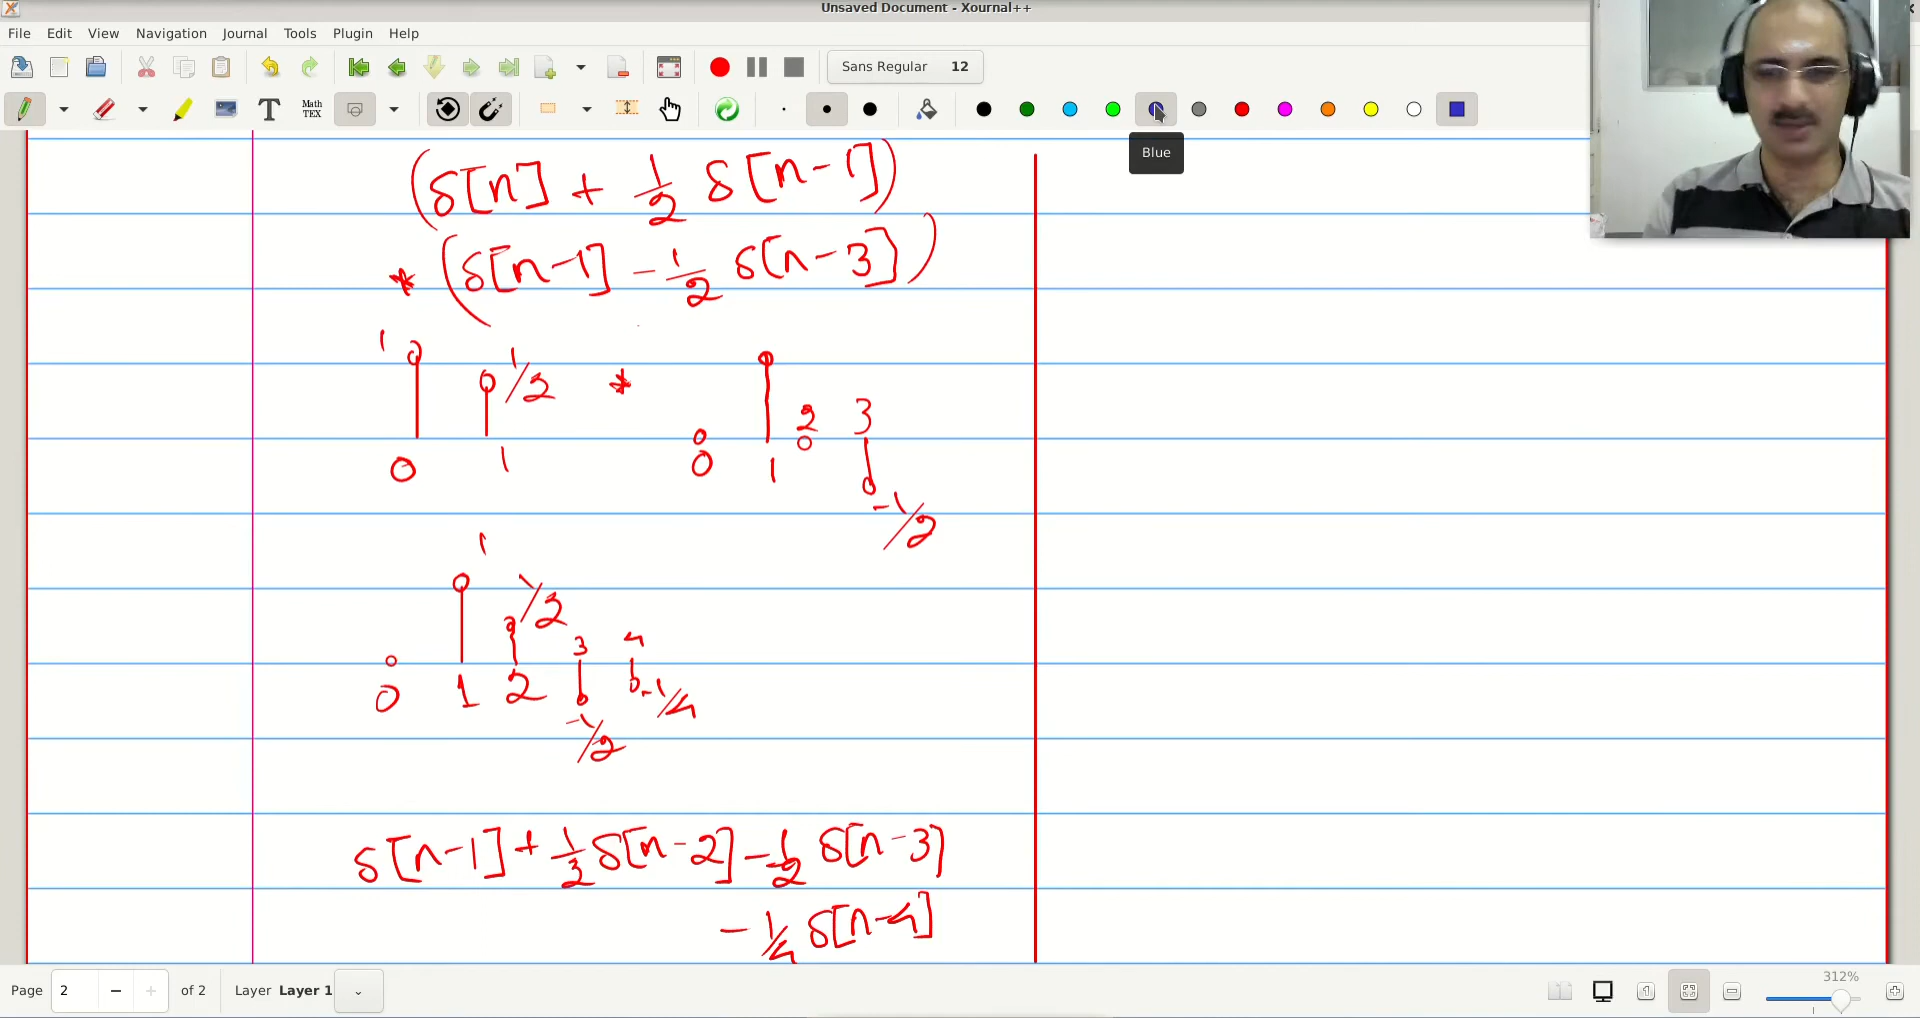 Unsaved Document - Xournal++
File Edit View Navigation Journal Tools Plugin Help
Sans Regular 12
Math TEX
Blue
(δ[n] + 1/2 δ[n-1])
* (δ[n-1] - 1/2 δ[n-3])
1 1/2 *
2 3
0 1 0 1
-1/2
1
1/2
3 4
0 1 2 -1/4
-1/2
δ[n-1] + 1/2 δ[n-2] - 1/2 δ[n-3]
- 1/4 δ[n-4]
Page 2 of 2 Layer Layer 1 312%